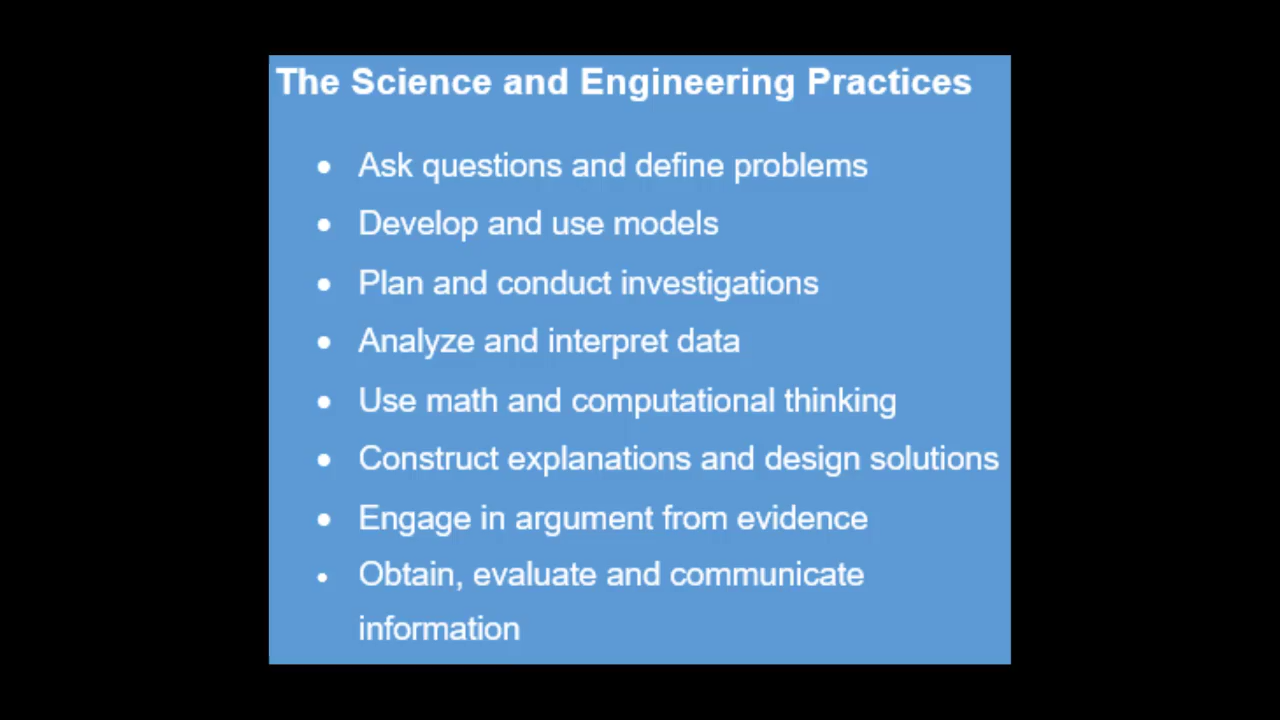 The Science and Engineering Practices
• Ask questions and define problems
• Develop and use models
• Plan and conduct investigations
• Analyze and interpret data
• Use math and computational thinking
• Construct explanations and design solutions
• Engage in argument from evidence
• Obtain, evaluate and communicate
information